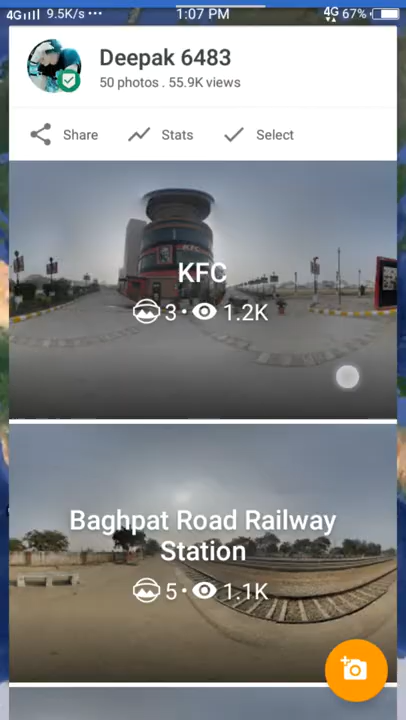 4G 9.5K/s ••• 1:07 PM 4G 67%
Deepak 6483
50 photos . 55.9K views
Share Stats Select
KFC
KFC
3 • 1.2K
Baghpat Road Railway
Station
5 • 1.1K